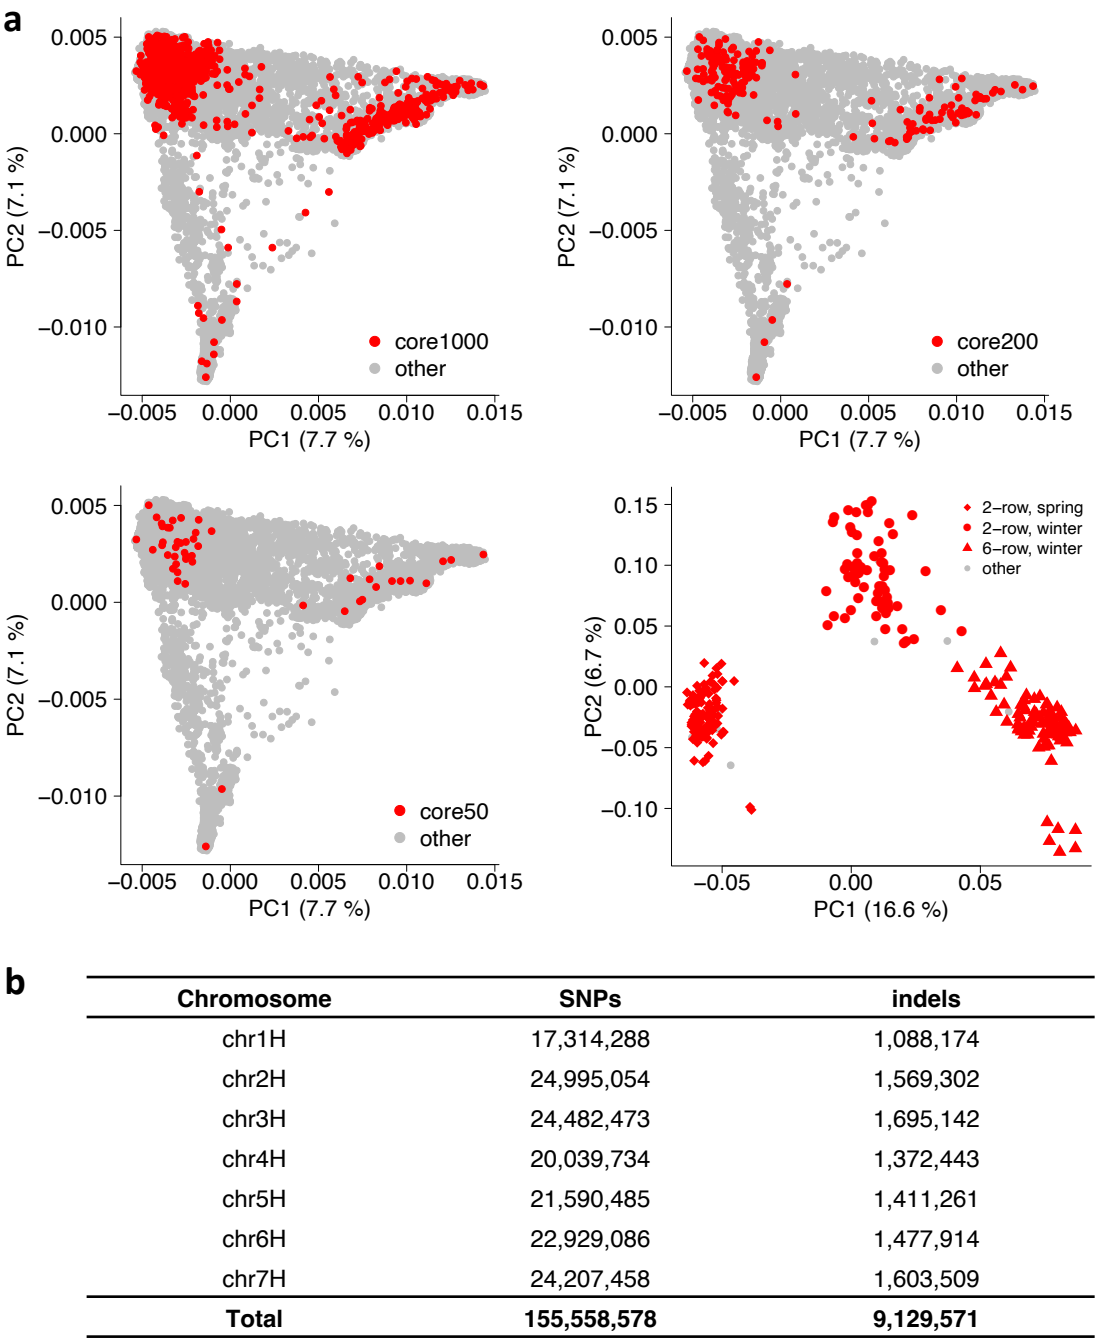 a
0.005
0.000
−0.005
−0.010
PC2 (7.1 %)
core1000
other
−0.005 0.000 0.005 0.010 0.015
PC1 (7.7 %)
0.005
0.000
−0.005
−0.010
PC2 (7.1 %)
core200
other
−0.005 0.000 0.005 0.010 0.015
PC1 (7.7 %)
0.005
0.000
−0.005
−0.010
PC2 (7.1 %)
core50
other
−0.005 0.000 0.005 0.010 0.015
PC1 (7.7 %)
0.15
0.10
0.05
0.00
−0.05
−0.10
PC2 (6.7 %)
2−row, spring
2−row, winter
6−row, winter
other
−0.05 0.00 0.05
PC1 (16.6 %)
b
Chromosome SNPs indels
chr1H 17,314,288 1,088,174
chr2H 24,995,054 1,569,302
chr3H 24,482,473 1,695,142
chr4H 20,039,734 1,372,443
chr5H 21,590,485 1,411,261
chr6H 22,929,086 1,477,914
chr7H 24,207,458 1,603,509
Total 155,558,578 9,129,571